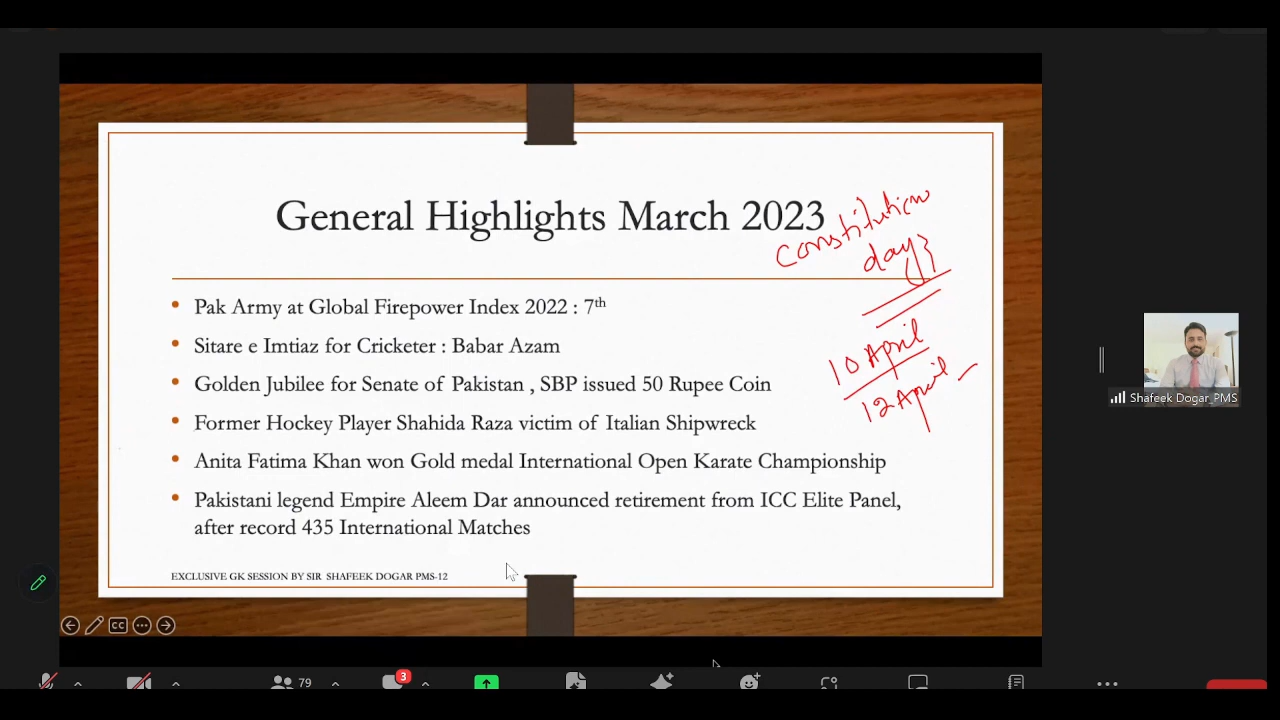 General Highlights March 2023
Constitution
day
10 April
12 April
• Pak Army at Global Firepower Index 2022 : 7th
• Sitare e Imtiaz for Cricketer : Babar Azam
• Golden Jubilee for Senate of Pakistan , SBP issued 50 Rupee Coin
• Former Hockey Player Shahida Raza victim of Italian Shipwreck
• Anita Fatima Khan won Gold medal International Open Karate Championship
• Pakistani legend Empire Aleem Dar announced retirement from ICC Elite Panel,
after record 435 International Matches
EXCLUSIVE GK SESSION BY SIR SHAFEEK DOGAR PMS-12
CC
Shafeek Dogar_PMS
79
3